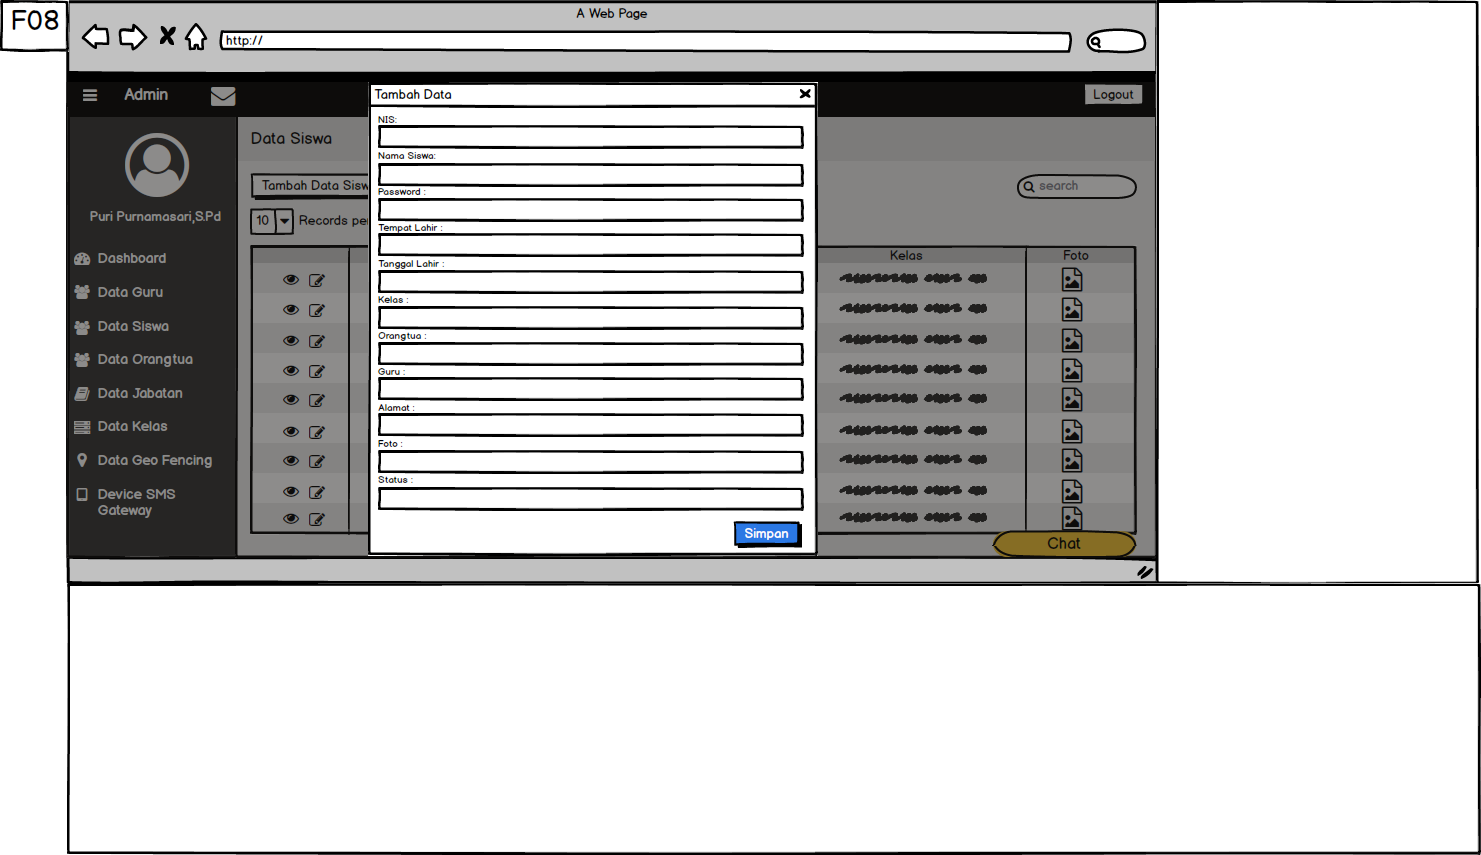 F08
A Web Page
http://
Admin
Logout
Puri Purnamasari,S.Pd
Dashboard
Data Guru
Data Siswa
Data Orangtua
Data Jabatan
Data Kelas
Data Geo Fencing
Device SMS
Gateway
Data Siswa
Tambah Data Sisw
search
10
Records pe
Kelas
Foto
Tambah Data
NIS:
Nama Siswa:
Password :
Tempat Lahir :
Tanggal Lahir :
Kelas :
Orangtua :
Guru :
Alamat :
Foto :
Status :
Simpan
Chat